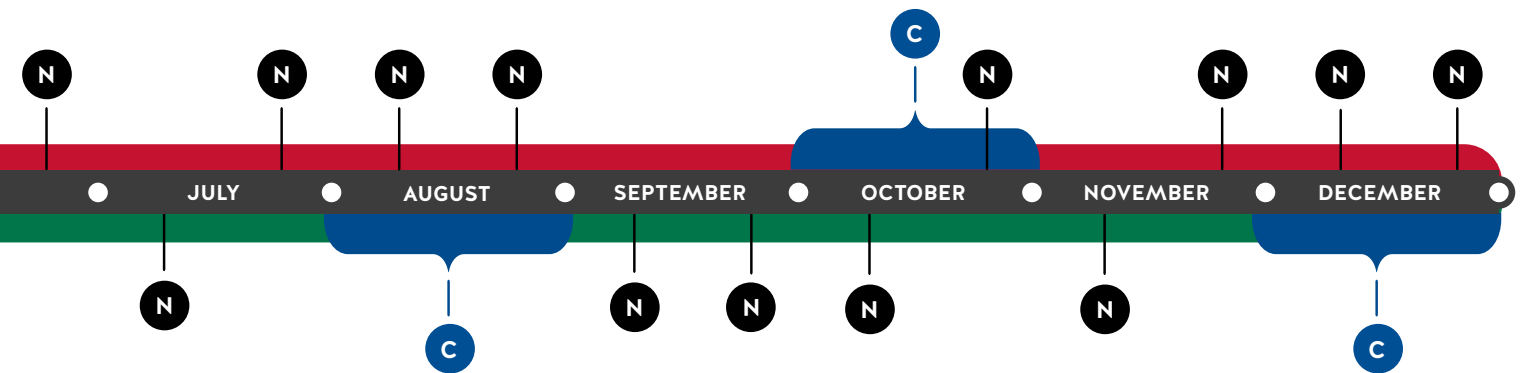 C
N N N N N N N N
JULY AUGUST SEPTEMBER OCTOBER NOVEMBER DECEMBER
N N N N N
C C